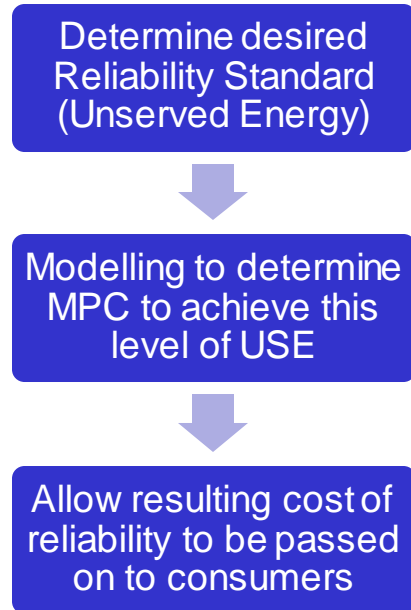 Determine desired
Reliability Standard
(Unserved Energy)
Modelling to determine
MPC to achieve this
level of USE
Allow resulting cost of
reliability to be passed
on to consumers